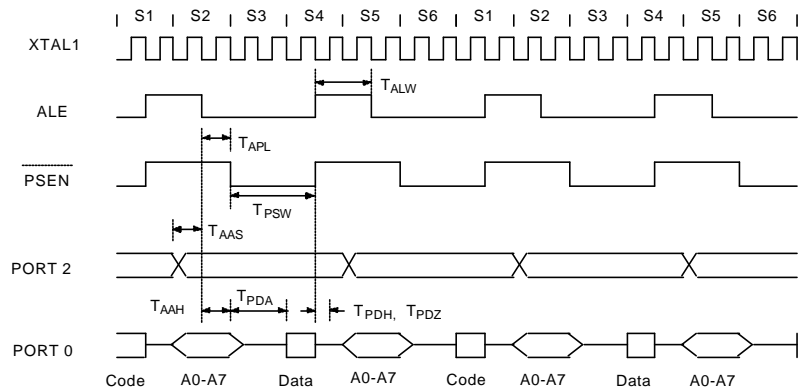 S1 S2 S3 S4 S5 S6 S1 S2 S3 S4 S5 S6
XTAL1
TALW
ALE
TAPL
PSEN
TPSW
TAAS
PORT 2
TAAH TPDA TPDH, TPDZ
PORT 0
Code A0-A7 Data A0-A7 Code A0-A7 Data A0-A7